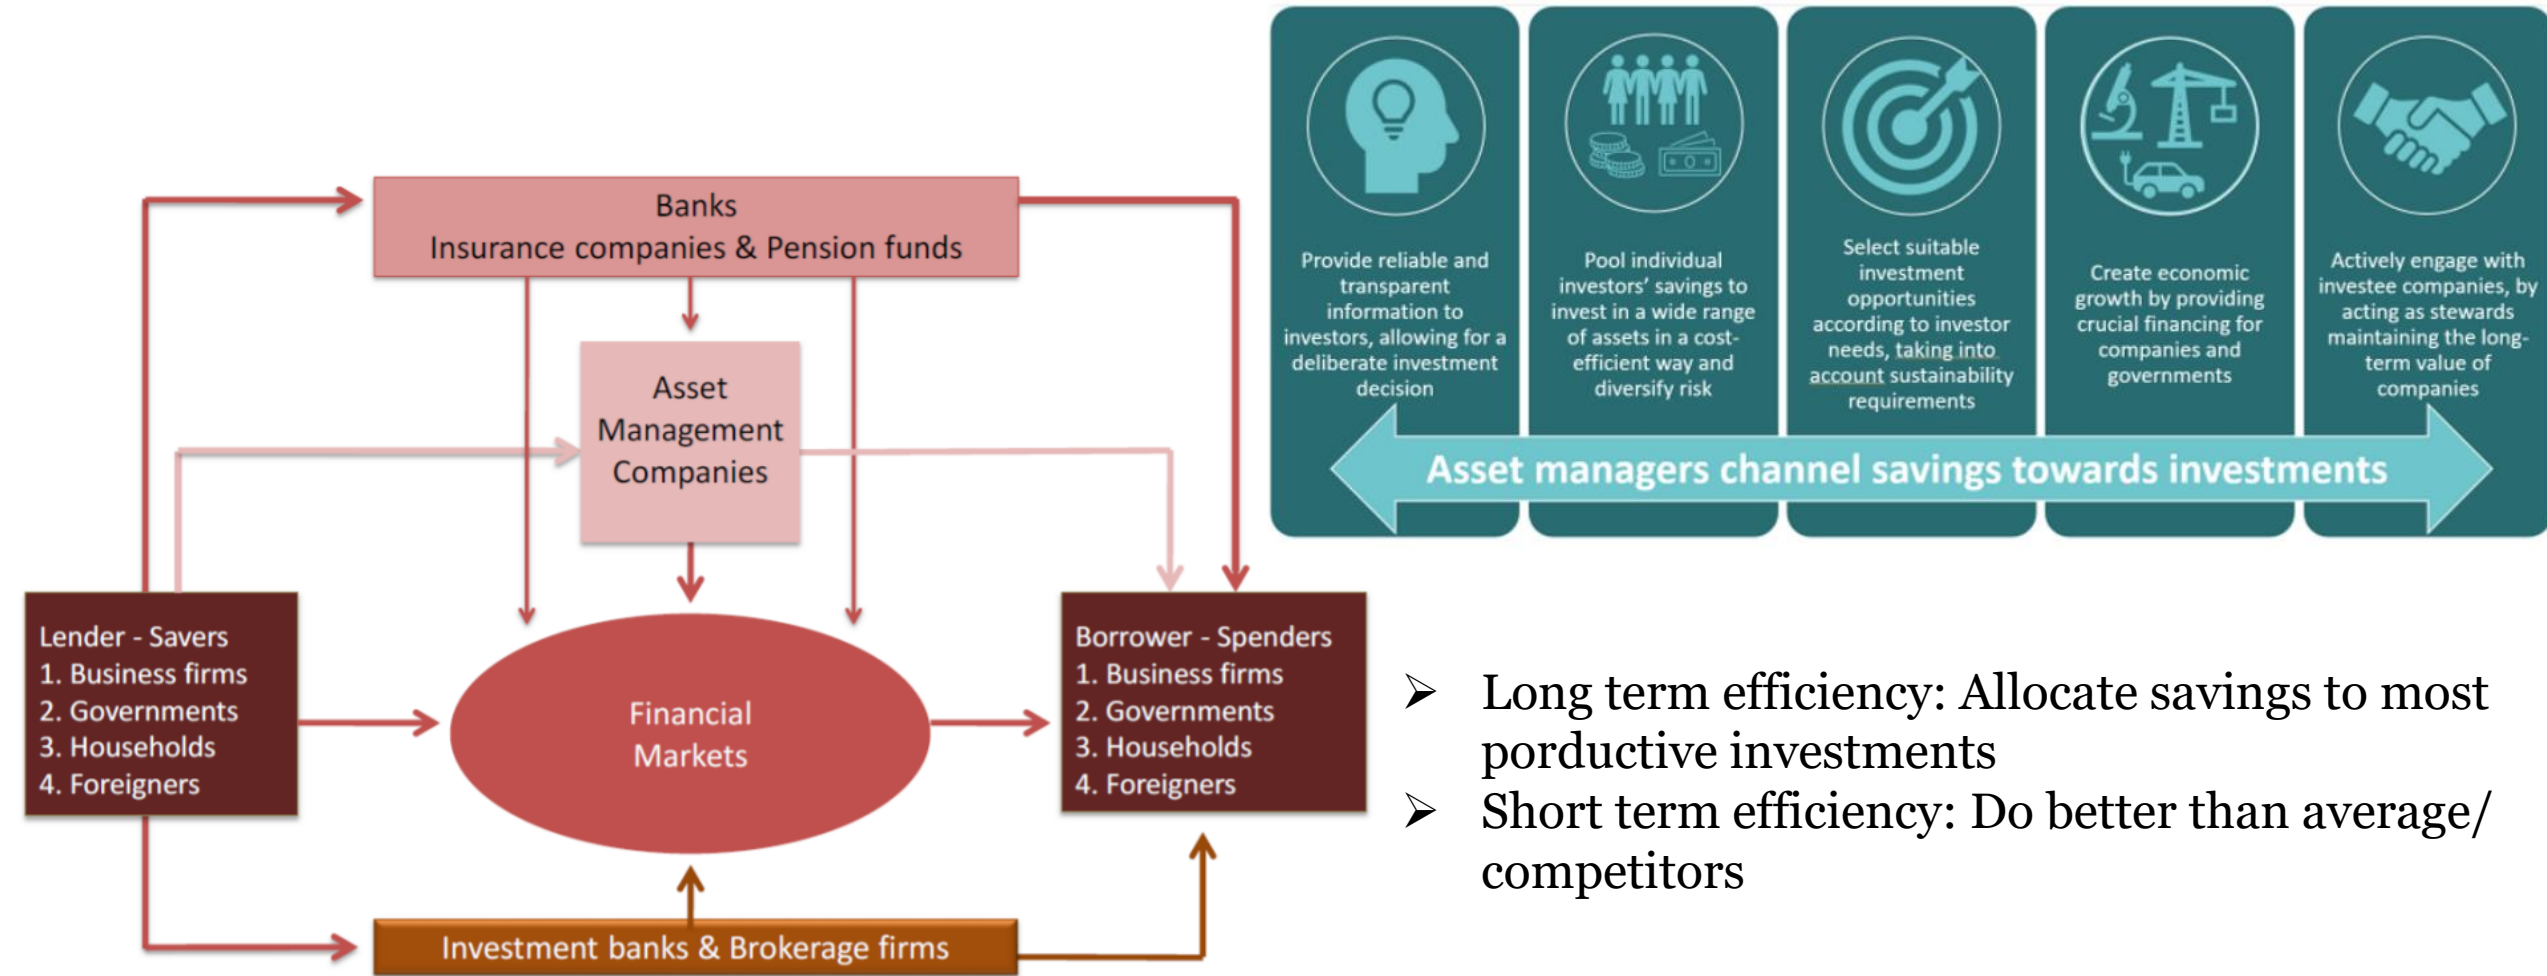 Banks
Insurance companies & Pension funds
Asset
Management
Companies
Lender - Savers
1. Business firms
2. Governments
3. Households
4. Foreigners
Financial
Markets
Borrower - Spenders
1. Business firms
2. Governments
3. Households
4. Foreigners
Investment banks & Brokerage firms
Provide reliable and
transparent
information to
investors, allowing for a
deliberate investment
decision
Pool individual
investors’ savings to
invest in a wide range
of assets in a cost-
efficient way and
diversify risk
Select suitable
investment
opportunities
according to investor
needs, taking into
account sustainability
requirements
Create economic
growth by providing
crucial financing for
companies and
governments
Actively engage with
investee companies, by
acting as stewards
maintaining the long-
term value of
companies
Asset managers channel savings towards investments
➢ Long term efficiency: Allocate savings to most
porductive investments
➢ Short term efficiency: Do better than average/
competitors